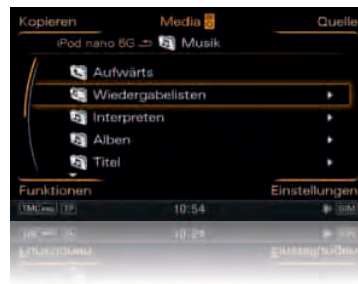 Kopieren Media Quelle
iPod nano 6G Musik
Aufwärts
Wiedergabelisten
Interpreten
Alben
Titel
Funktionen Einstellungen
TMC TP 10:54 SIM